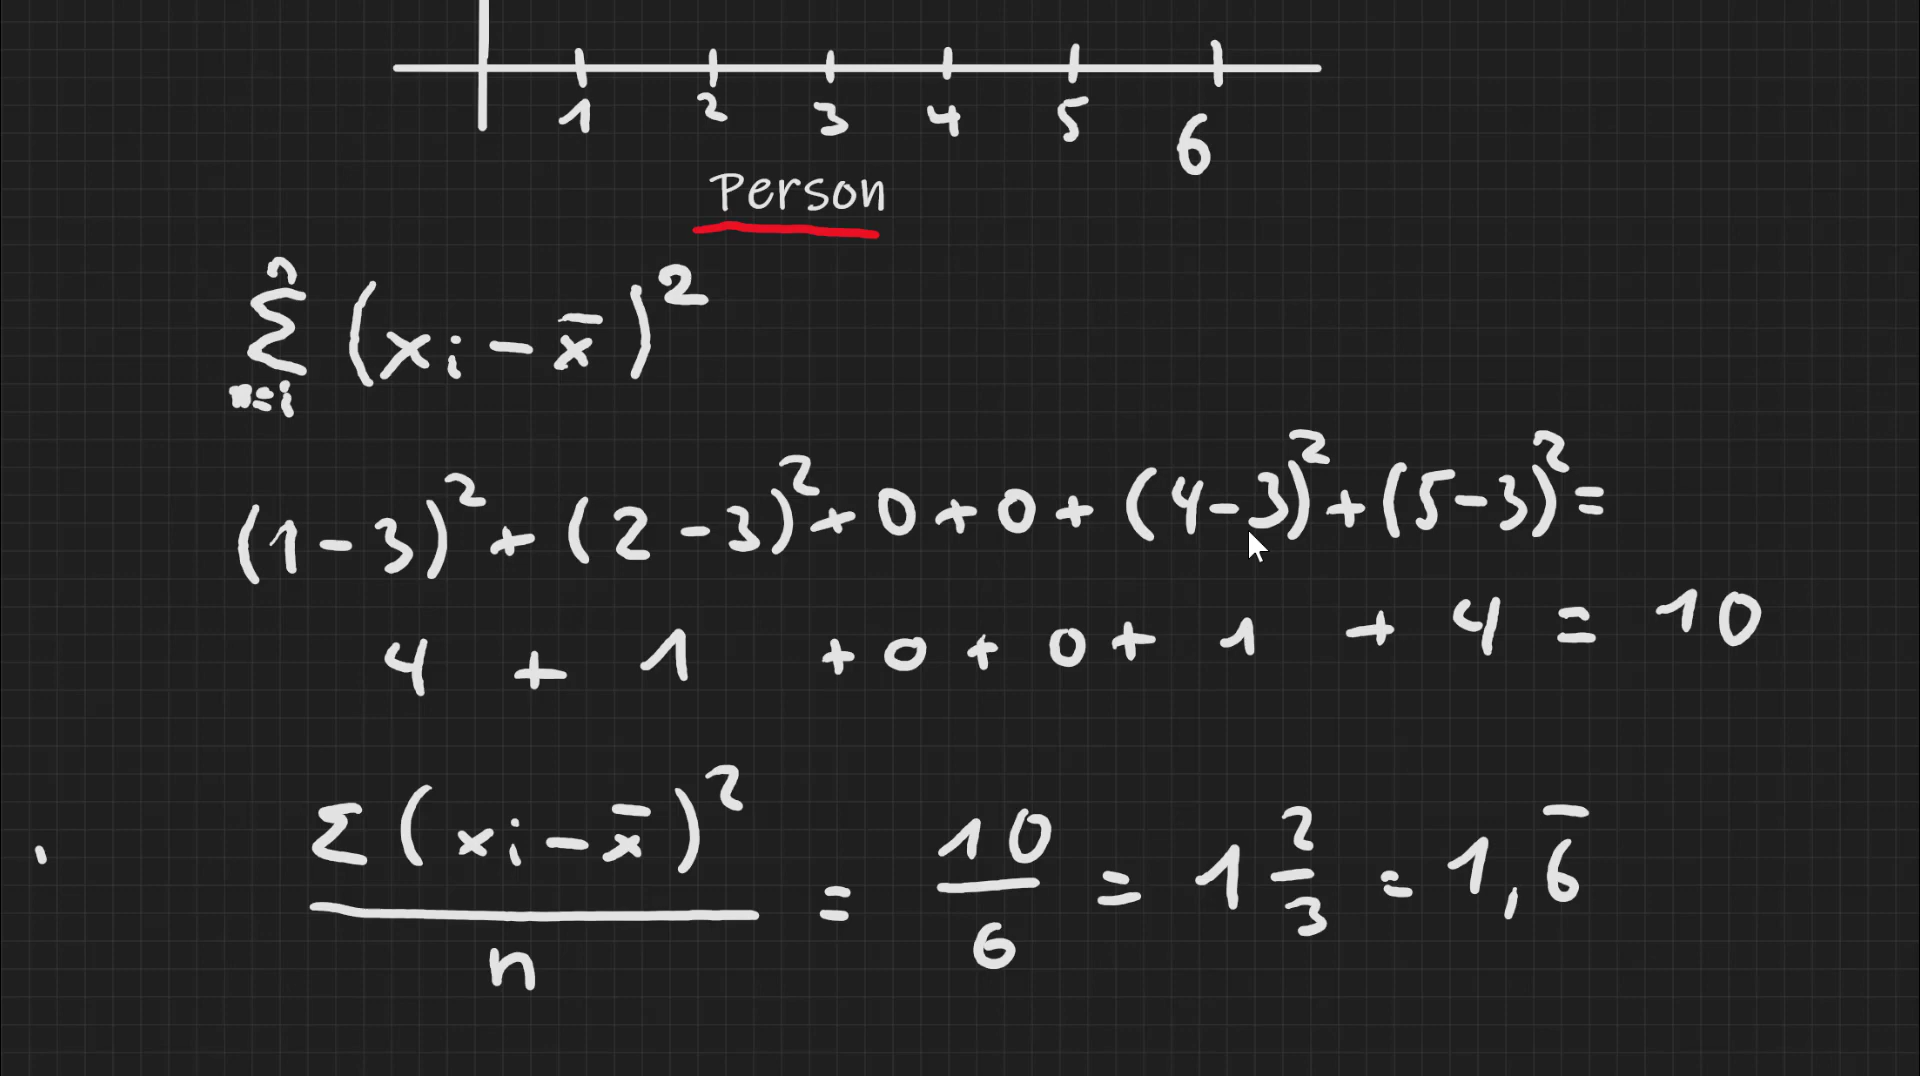 1 2 3 4 5 6
Person
∑ⁿₙ₌ᵢ (xᵢ − x̄)²
(1−3)² + (2−3)² + 0 + 0 + (4−3)² + (5−3)² =
4 + 1 + 0 + 0 + 1 + 4 = 10
Σ(xᵢ − x̄)² / n = 10/6 = 1 2/3 = 1,6̅